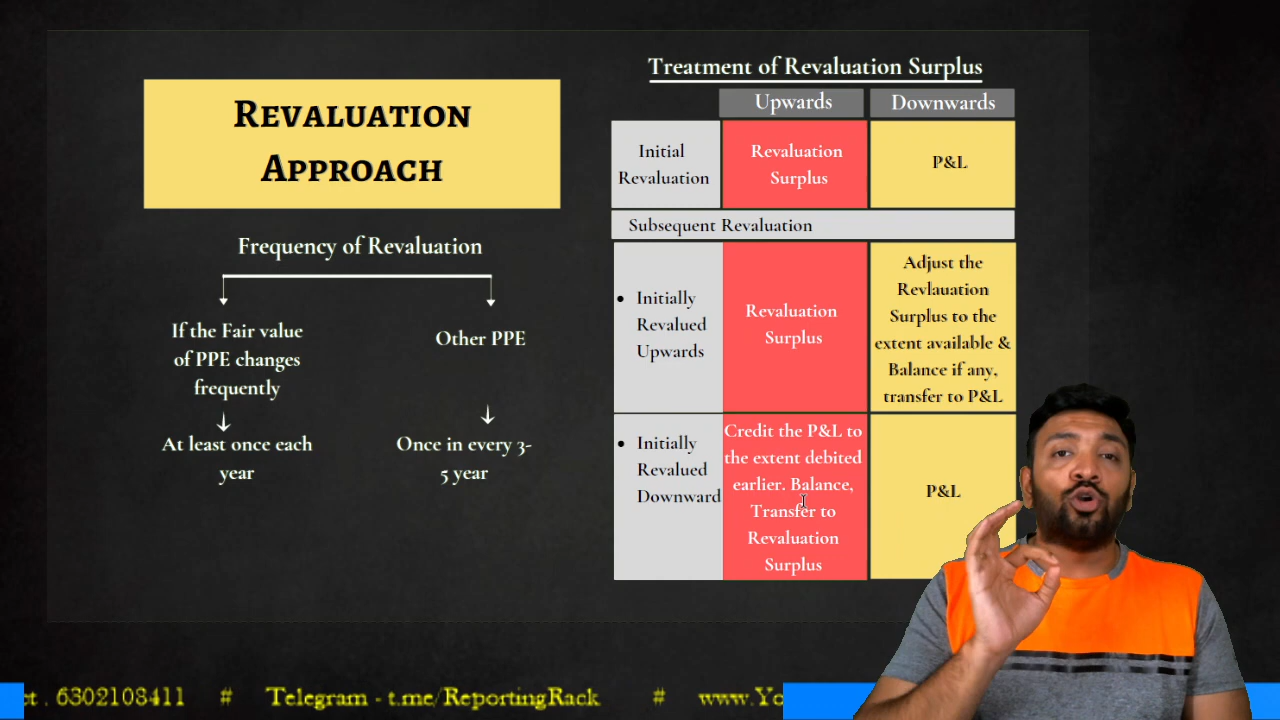 REVALUATION
APPROACH
Frequency of Revaluation
If the Fair value
of PPE changes
frequently
At least once each
year
Other PPE
Once in every 3-
5 year
Treatment of Revaluation Surplus
Upwards
Downwards
Initial
Revaluation
Revaluation
Surplus
P&L
Subsequent Revaluation
• Initially
Revalued
Upwards
Revaluation
Surplus
Adjust the
Revlauation
Surplus to the
extent available &
Balance if any,
transfer to P&L
• Initially
Revalued
Downward
Credit the P&L to
the extent debited
earlier. Balance,
Transfer to
Revaluation
Surplus
P&L
ct . 6302108411 # Telegram - t.me/ReportingRack # www.Yo